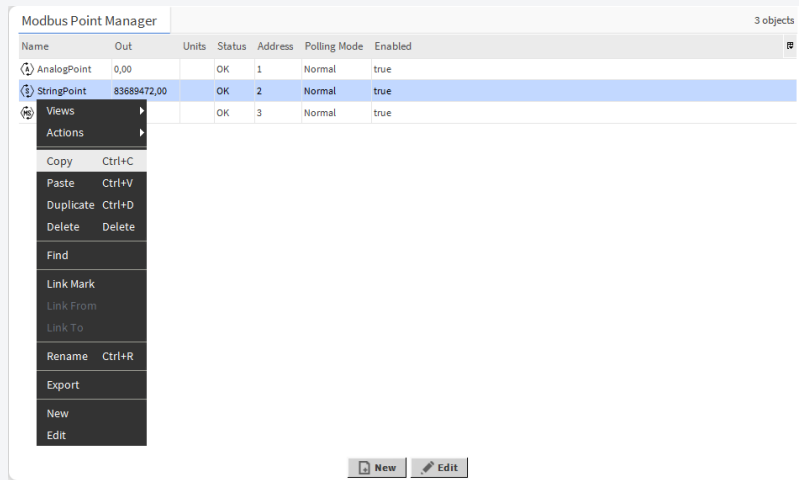 Modbus Point Manager
3 objects
Name Out Units Status Address Polling Mode Enabled
A AnalogPoint 0,00 OK 1 Normal true
S StringPoint 83689472,00 OK 2 Normal true
MS OK 3 Normal true
Views
Actions
Copy Ctrl+C
Paste Ctrl+V
Duplicate Ctrl+D
Delete Delete
Find
Link Mark
Link From
Link To
Rename Ctrl+R
Export
New
Edit
New Edit